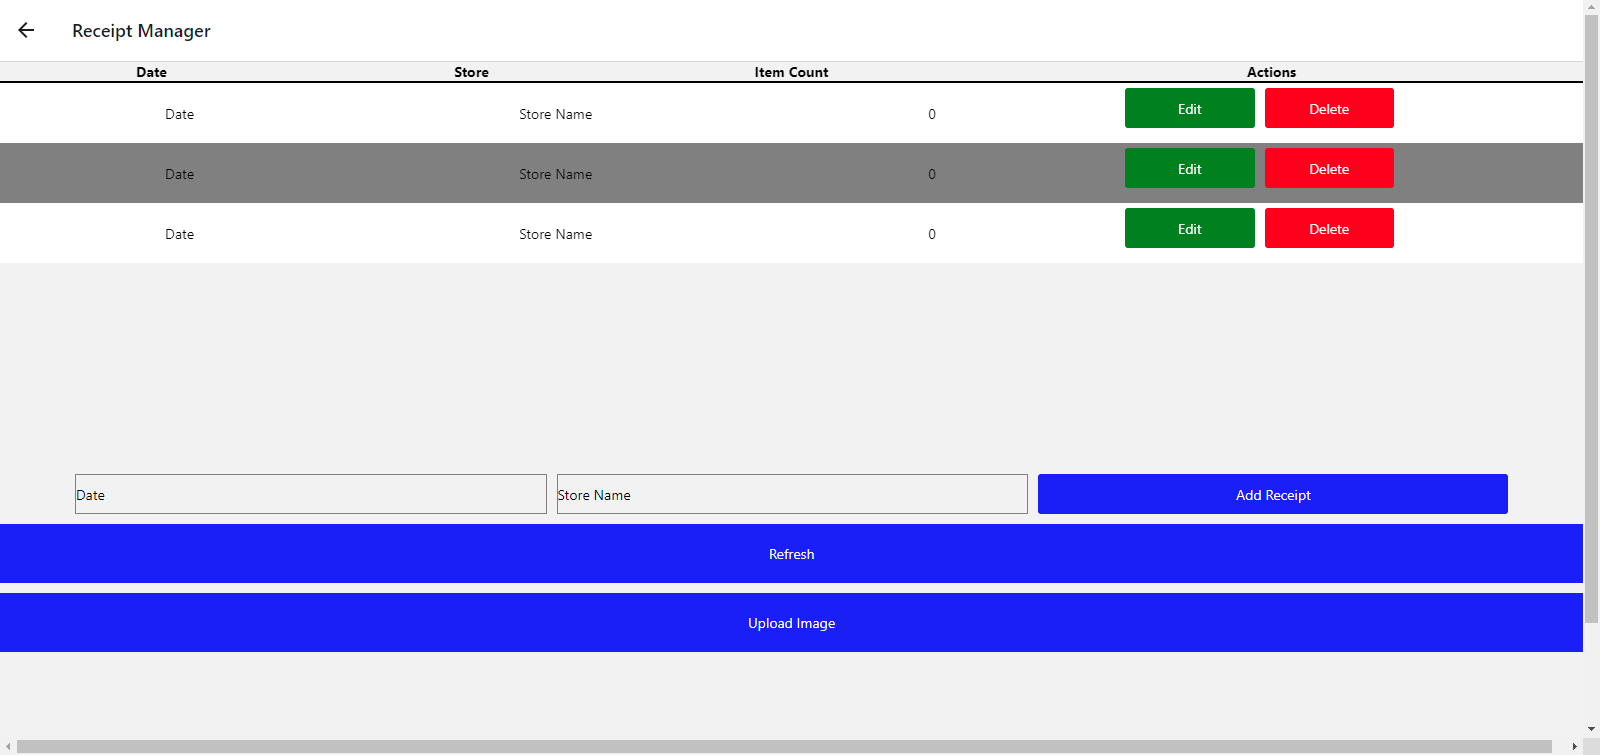 Receipt Manager
Date Store Item Count Actions
Date Store Name 0 Edit Delete
Date Store Name 0 Edit Delete
Date Store Name 0 Edit Delete
Date Store Name Add Receipt
Refresh
Upload Image